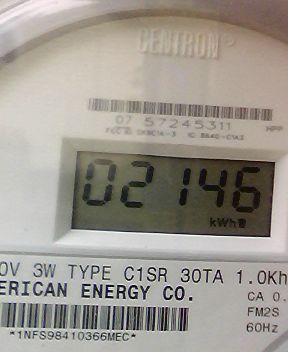 CENTRON®
07 57245311
02146
kWh
0V 3W TYPE C1SR 30TA 1.0Kh
ERICAN ENERGY CO.
CA 0.
FM2S
60Hz
*1NFS98410366MEC*